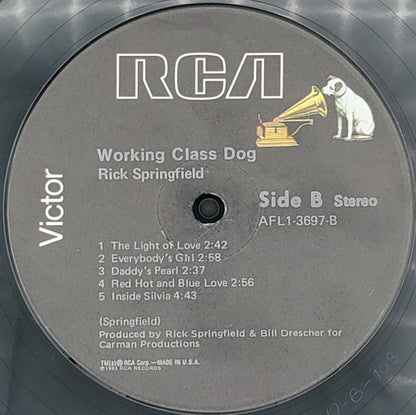 RCA
Victor
Working Class Dog
Rick Springfield
Side B Stereo
AFL1-3697-B
1 The Light of Love 2:42
2 Everybody's Girl 2:58
3 Daddy's Pearl 2:37
4 Red Hot and Blue Love 2:56
5 Inside Silvia 4:43
(Springfield)
Produced by Rick Springfield & Bill Drescher for
Carman Productions
TM(s)® RCA Corp.—MADE IN U.S.A.
℗ 1981 RCA RECORDS